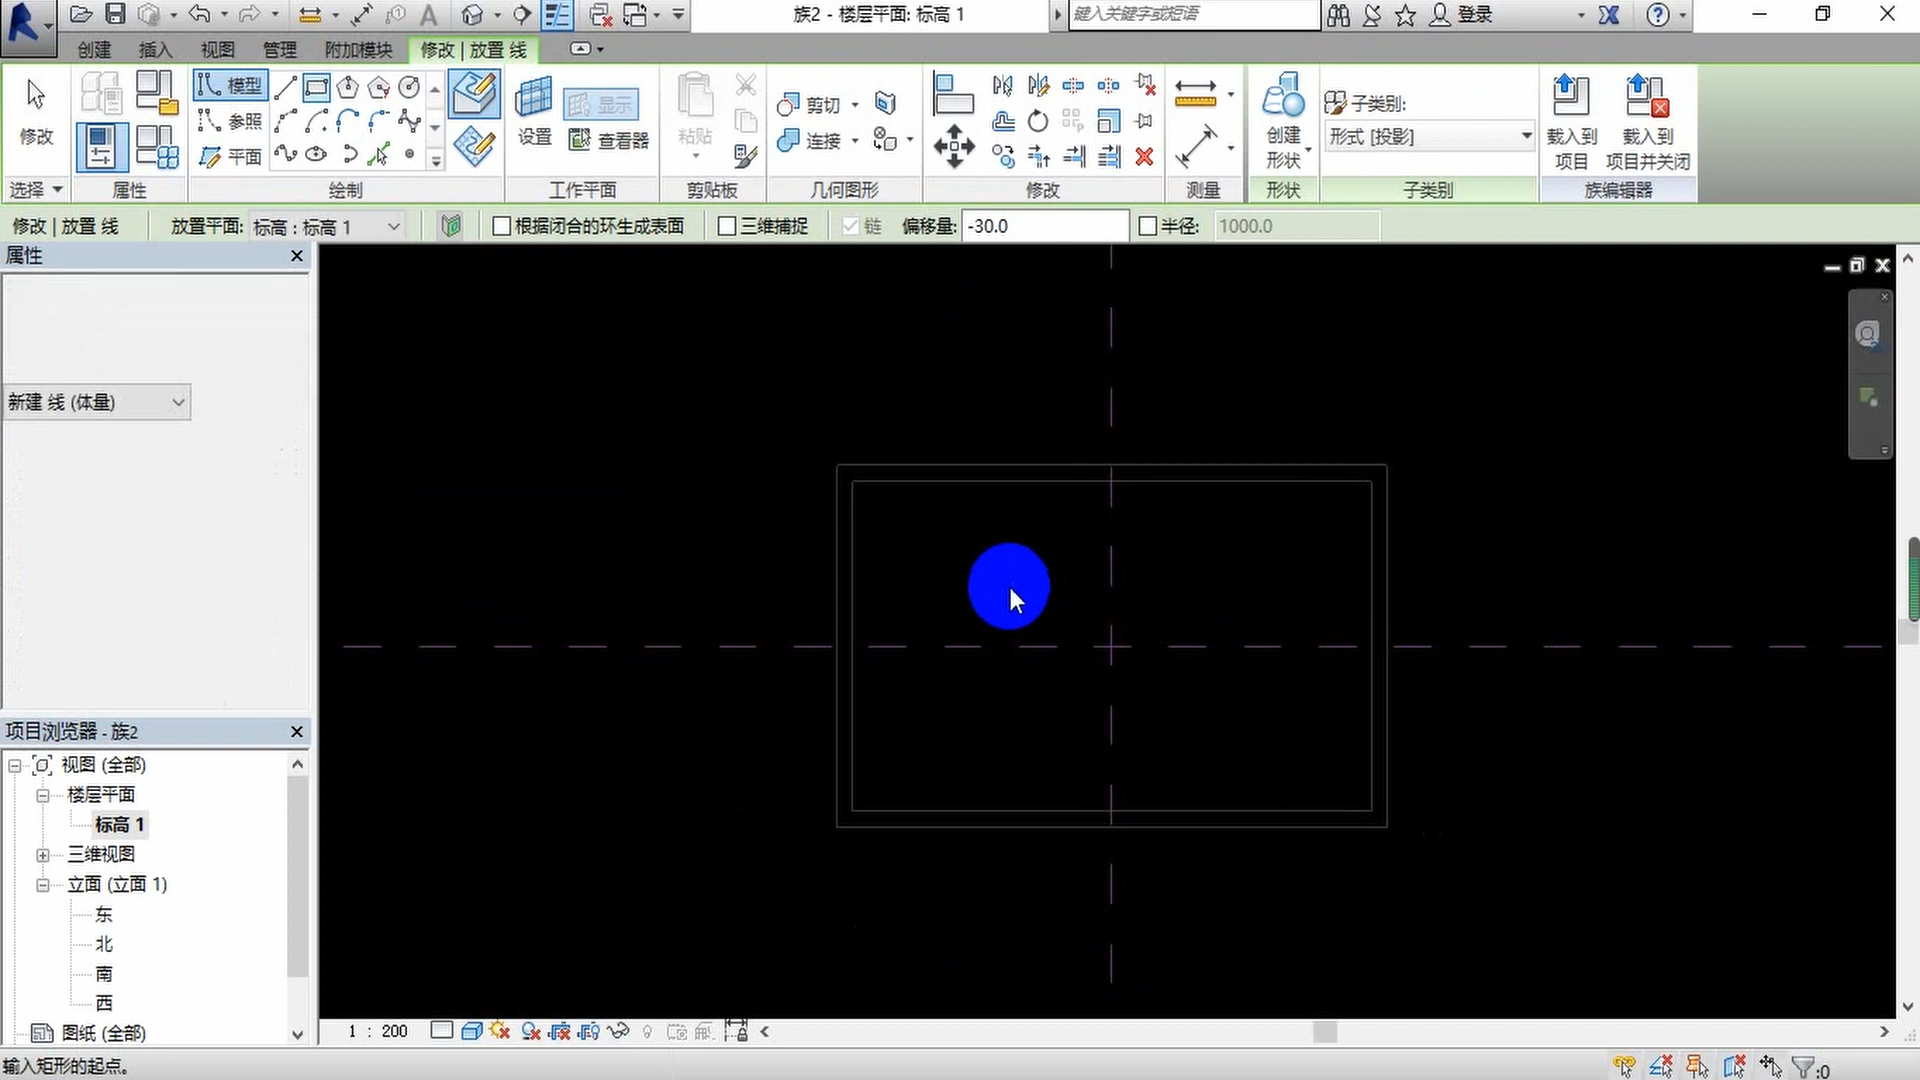 族2 - 楼层平面: 标高 1
键入关键字或短语
登录
创建 插入 视图 管理 附加模块 修改 | 放置 线
修改
模型
参照
平面
设置
显示
查看器
粘贴
剪切
连接
创建
形状
子类别:
形式 [投影]
载入到
项目
载入到
项目并关闭
选择 属性 绘制 工作平面 剪贴板 几何图形 修改 测量 形状 子类别 族编辑器
修改 | 放置 线 放置平面: 标高 : 标高 1 根据闭合的环生成表面 三维捕捉 链 偏移量: -30.0 半径: 1000.0
属性
新建 线 (体量)
项目浏览器 - 族2
视图 (全部)
楼层平面
标高 1
三维视图
立面 (立面 1)
东
北
南
西
图纸 (全部)
1 : 200
输入矩形的起点。
:0